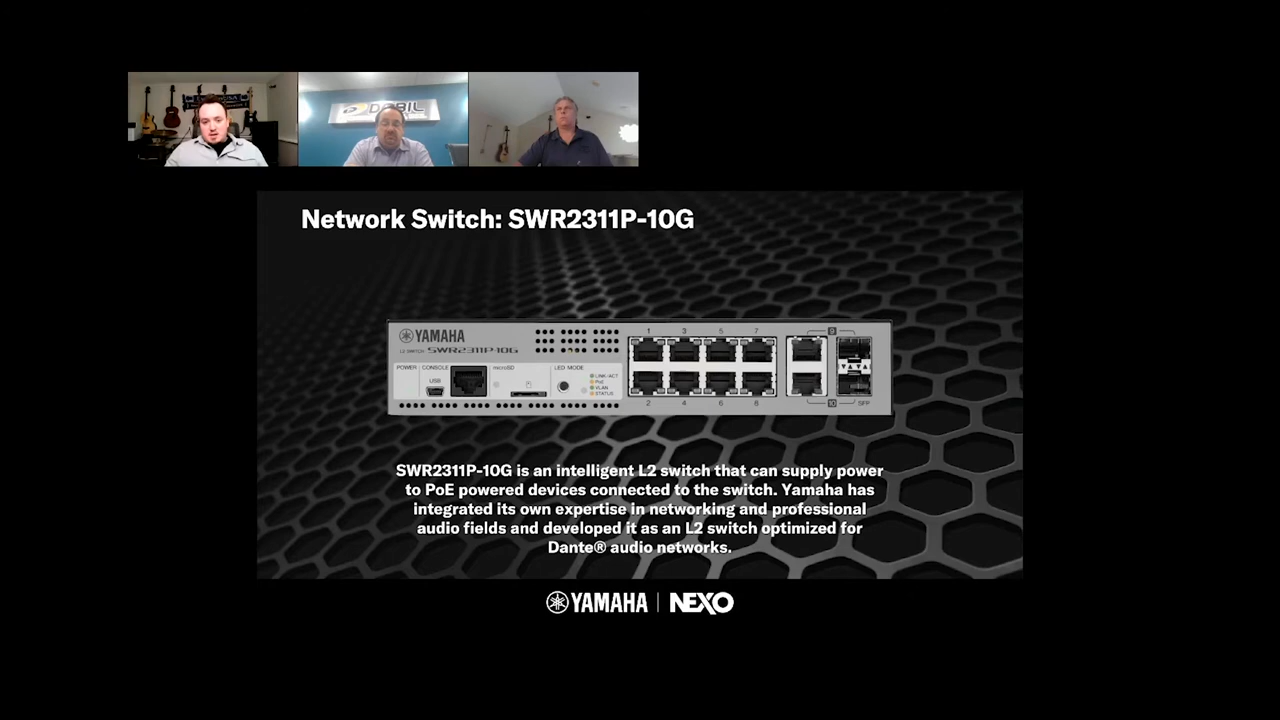 DOBIL
Network Switch: SWR2311P-10G
YAMAHA
L2 SWITCH SWR2311P-10G
POWER
CONSOLE
USB
microSD
LED MODE
LINK-ACT
PoE
VLAN
STATUS
1 3 5 7
2 4 6 8
9
10
SFP
SWR2311P-10G is an intelligent L2 switch that can supply power
to PoE powered devices connected to the switch. Yamaha has
integrated its own expertise in networking and professional
audio fields and developed it as an L2 switch optimized for
Dante® audio networks.
YAMAHA | NEXO